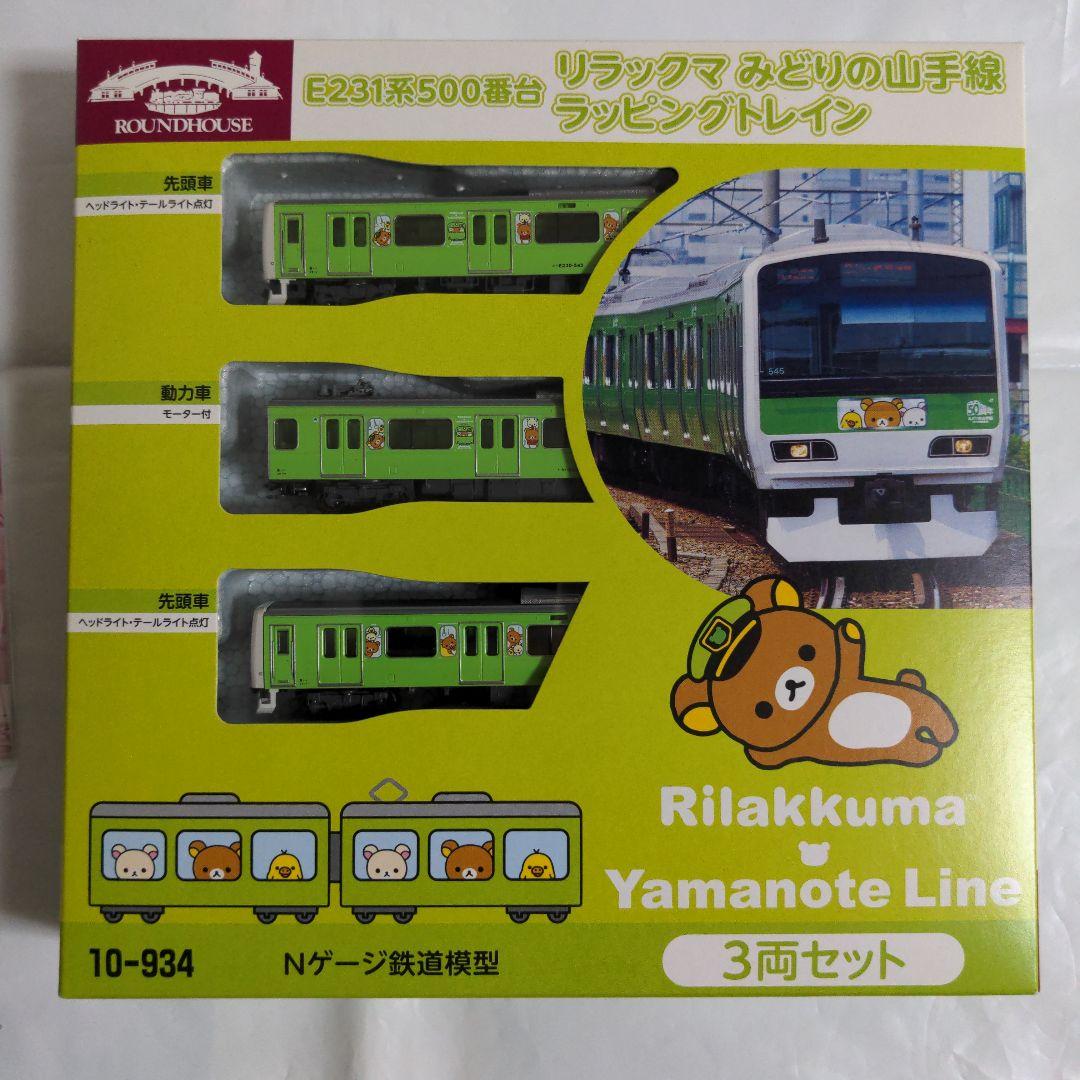 ROUNDHOUSE
E231系500番台
リラックマ みどりの山手線
ラッピングトレイン
先頭車
ヘッドライト・テールライト点灯
動力車
モーター付
先頭車
ヘッドライト・テールライト点灯
545
50
Rilakkuma
Yamanote Line
10-934
Nゲージ鉄道模型
3両セット